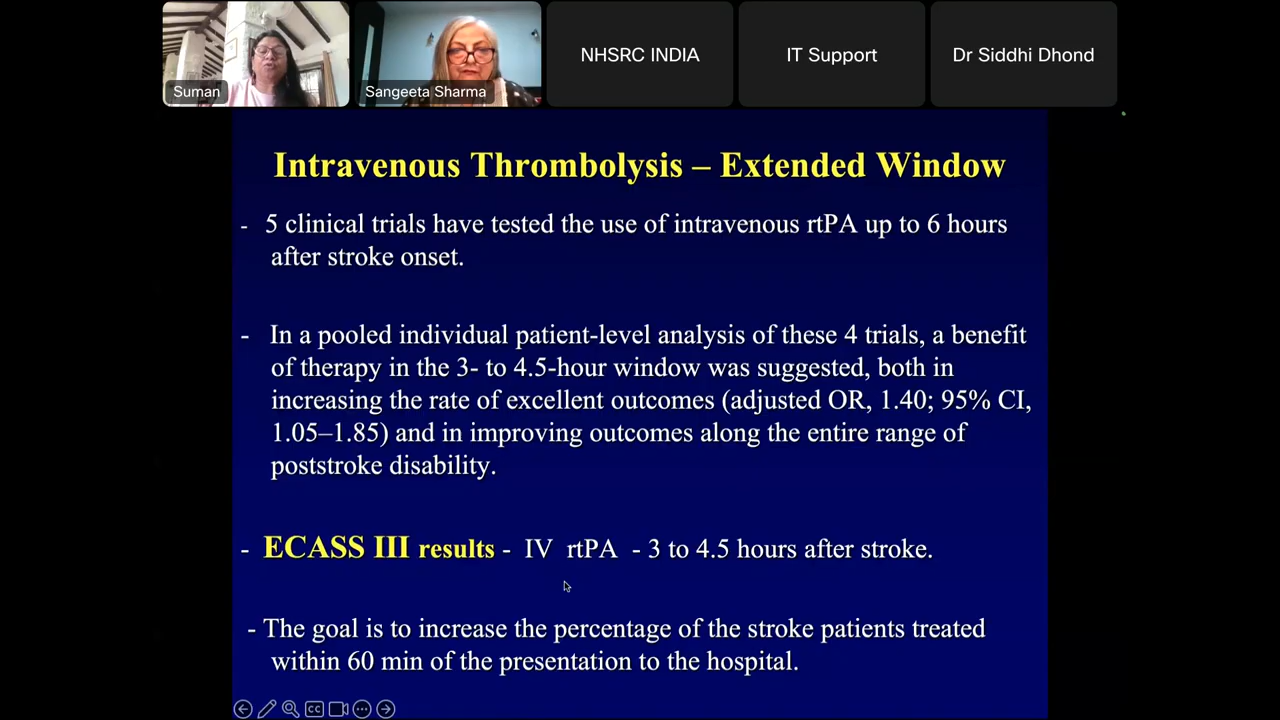 Suman
Sangeeta Sharma
NHSRC INDIA
IT Support
Dr Siddhi Dhond
Intravenous Thrombolysis – Extended Window
- 5 clinical trials have tested the use of intravenous rtPA up to 6 hours
after stroke onset.
- In a pooled individual patient-level analysis of these 4 trials, a benefit
of therapy in the 3- to 4.5-hour window was suggested, both in
increasing the rate of excellent outcomes (adjusted OR, 1.40; 95% CI,
1.05–1.85) and in improving outcomes along the entire range of
poststroke disability.
- ECASS III results - IV rtPA - 3 to 4.5 hours after stroke.
- The goal is to increase the percentage of the stroke patients treated
within 60 min of the presentation to the hospital.
CC